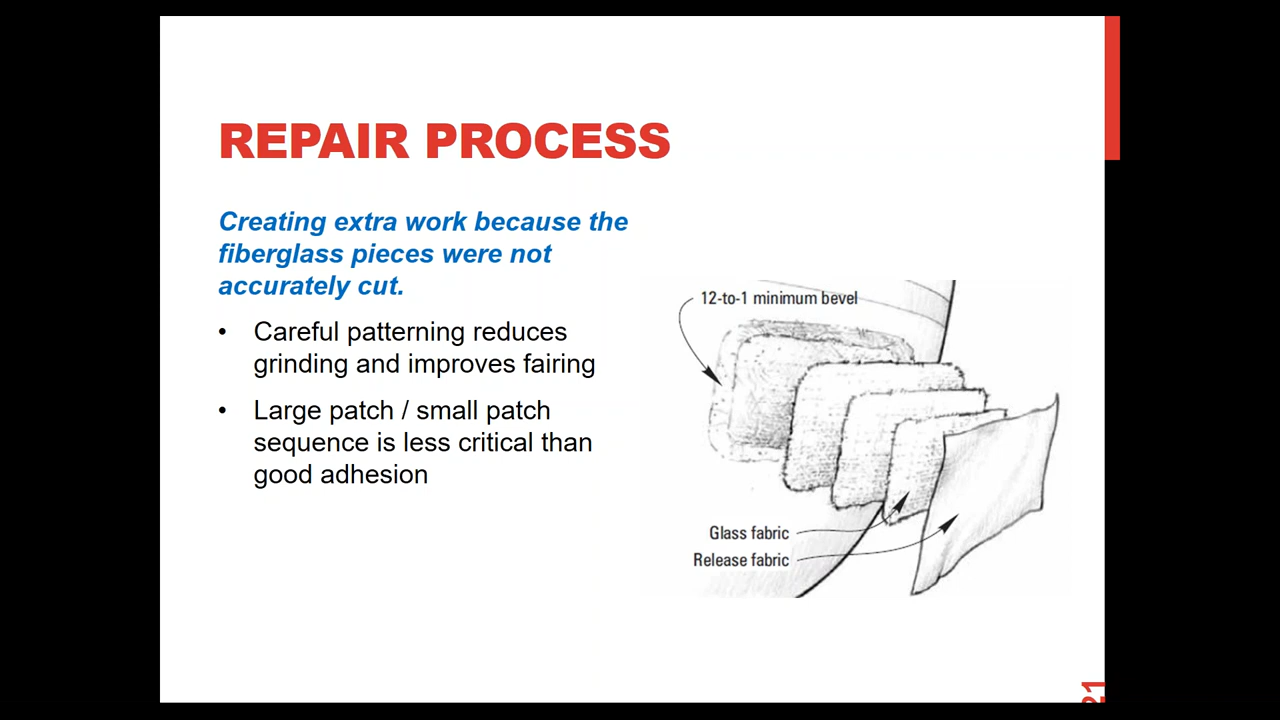 REPAIR PROCESS
Creating extra work because the
fiberglass pieces were not
accurately cut.
• Careful patterning reduces
grinding and improves fairing
• Large patch / small patch
sequence is less critical than
good adhesion
12-to-1 minimum bevel
Glass fabric
Release fabric
21